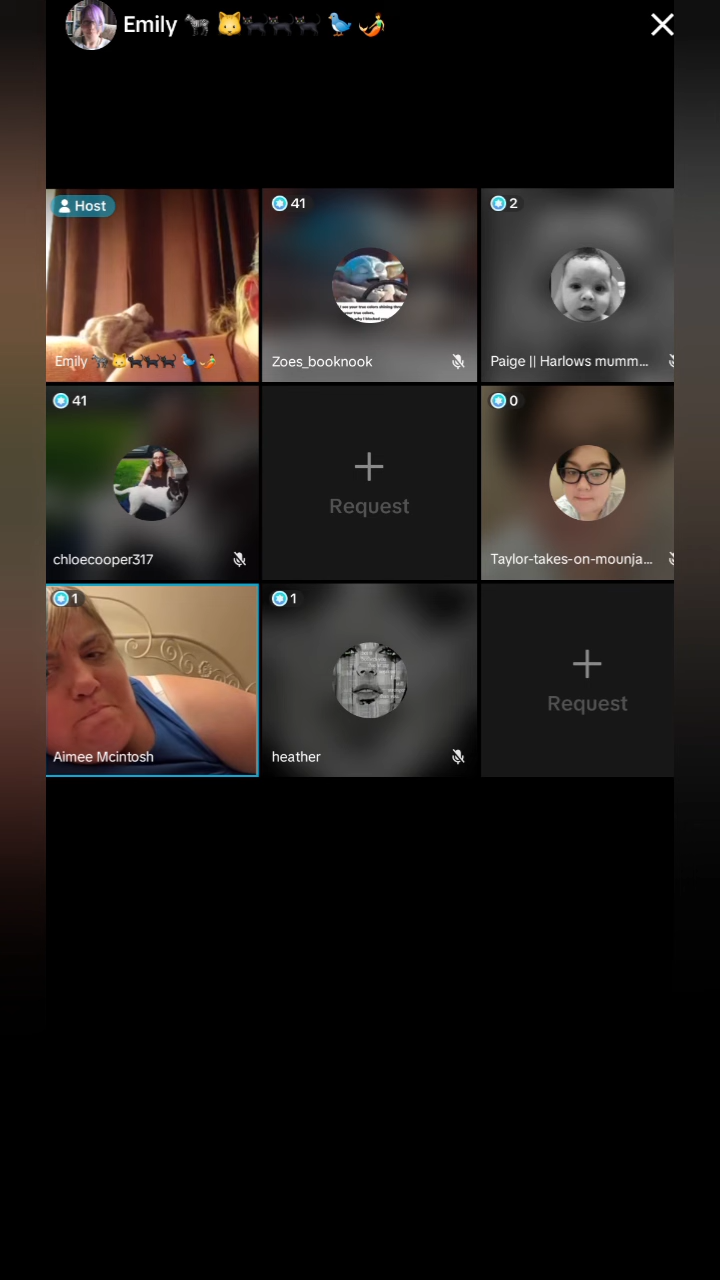 Emily 🦓 🐱🐈‍⬛🐈‍⬛🐈‍⬛ 🐦 🧜‍♀️
Host
41
2
Emily 🦓 🐱🐈‍⬛🐈‍⬛🐈‍⬛ 🐦 🧜‍♀️
Zoes_booknook
Paige || Harlows mumm...
41
0
+
Request
chloecooper317
Taylor-takes-on-mounja...
1
1
+
Request
Aimee Mcintosh
heather